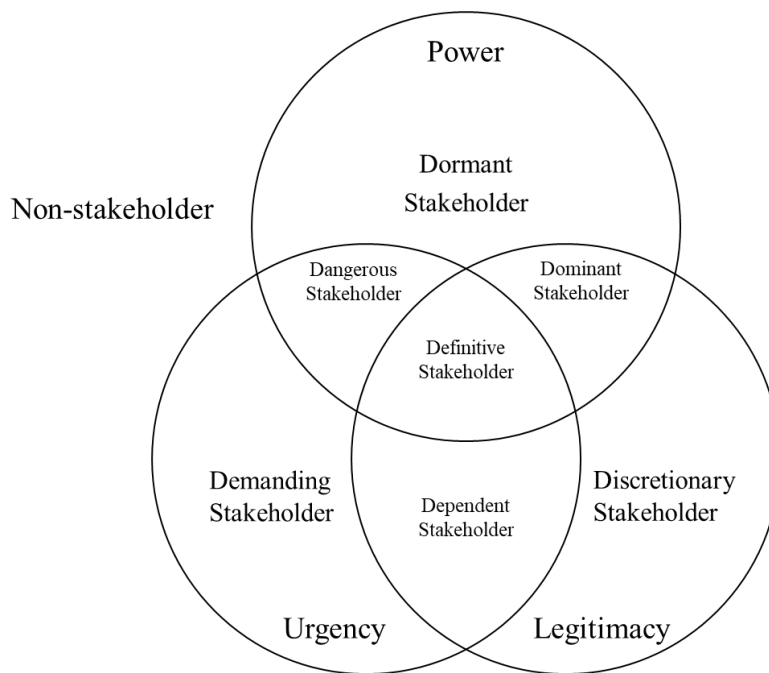 Power
Dormant
Stakeholder
Non-stakeholder
Dangerous
Stakeholder
Dominant
Stakeholder
Definitive
Stakeholder
Demanding
Stakeholder
Dependent
Stakeholder
Discretionary
Stakeholder
Urgency
Legitimacy